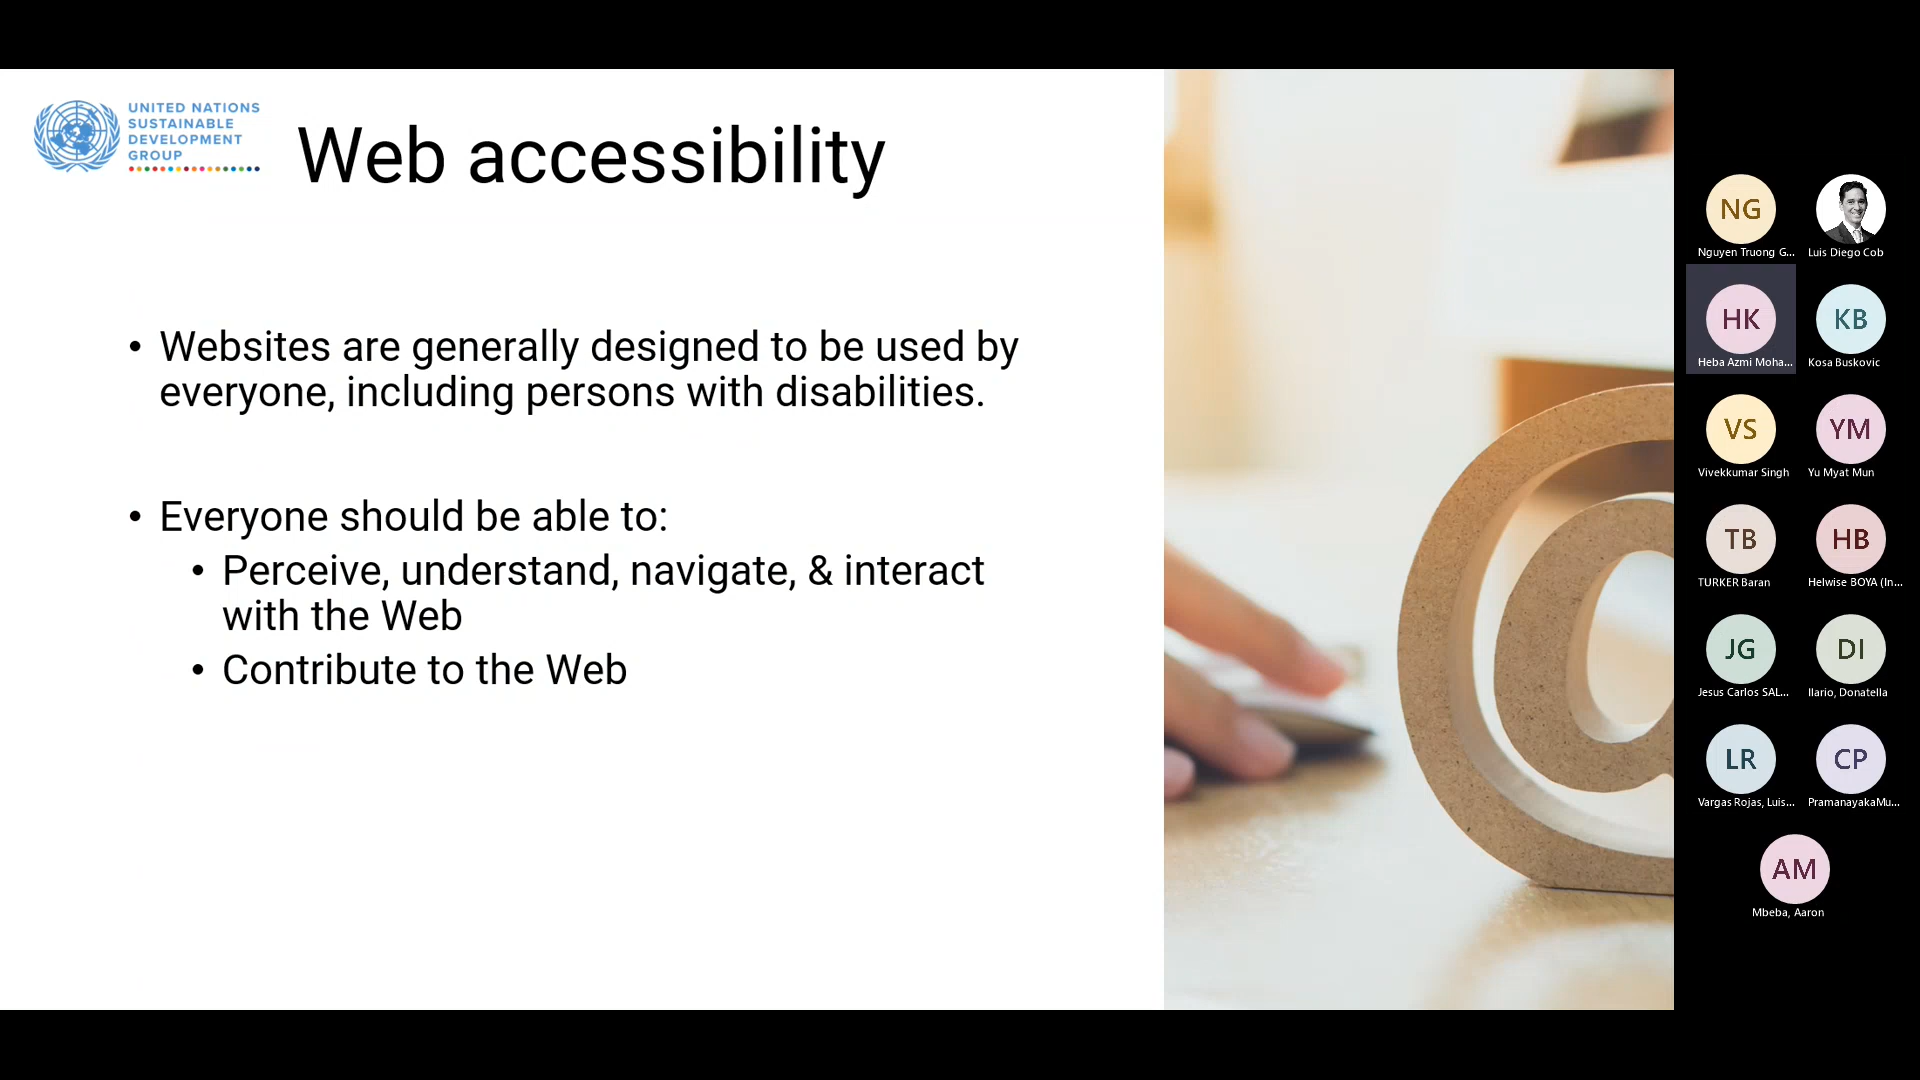 UNITED NATIONS
SUSTAINABLE
DEVELOPMENT
GROUP
Web accessibility
• Websites are generally designed to be used by
everyone, including persons with disabilities.
• Everyone should be able to:
• Perceive, understand, navigate, & interact
with the Web
• Contribute to the Web
NG
Nguyen Truong G...
Luis Diego Cob
HK
Heba Azmi Moha...
KB
Kosa Buskovic
VS
Vivekkumar Singh
YM
Yu Myat Mun
TB
TURKER Baran
HB
Helwise BOYA (In...
JG
Jesus Carlos SAL...
DI
Ilario, Donatella
LR
Vargas Rojas, Luis...
CP
PramanayakaMu...
AM
Mbeba, Aaron